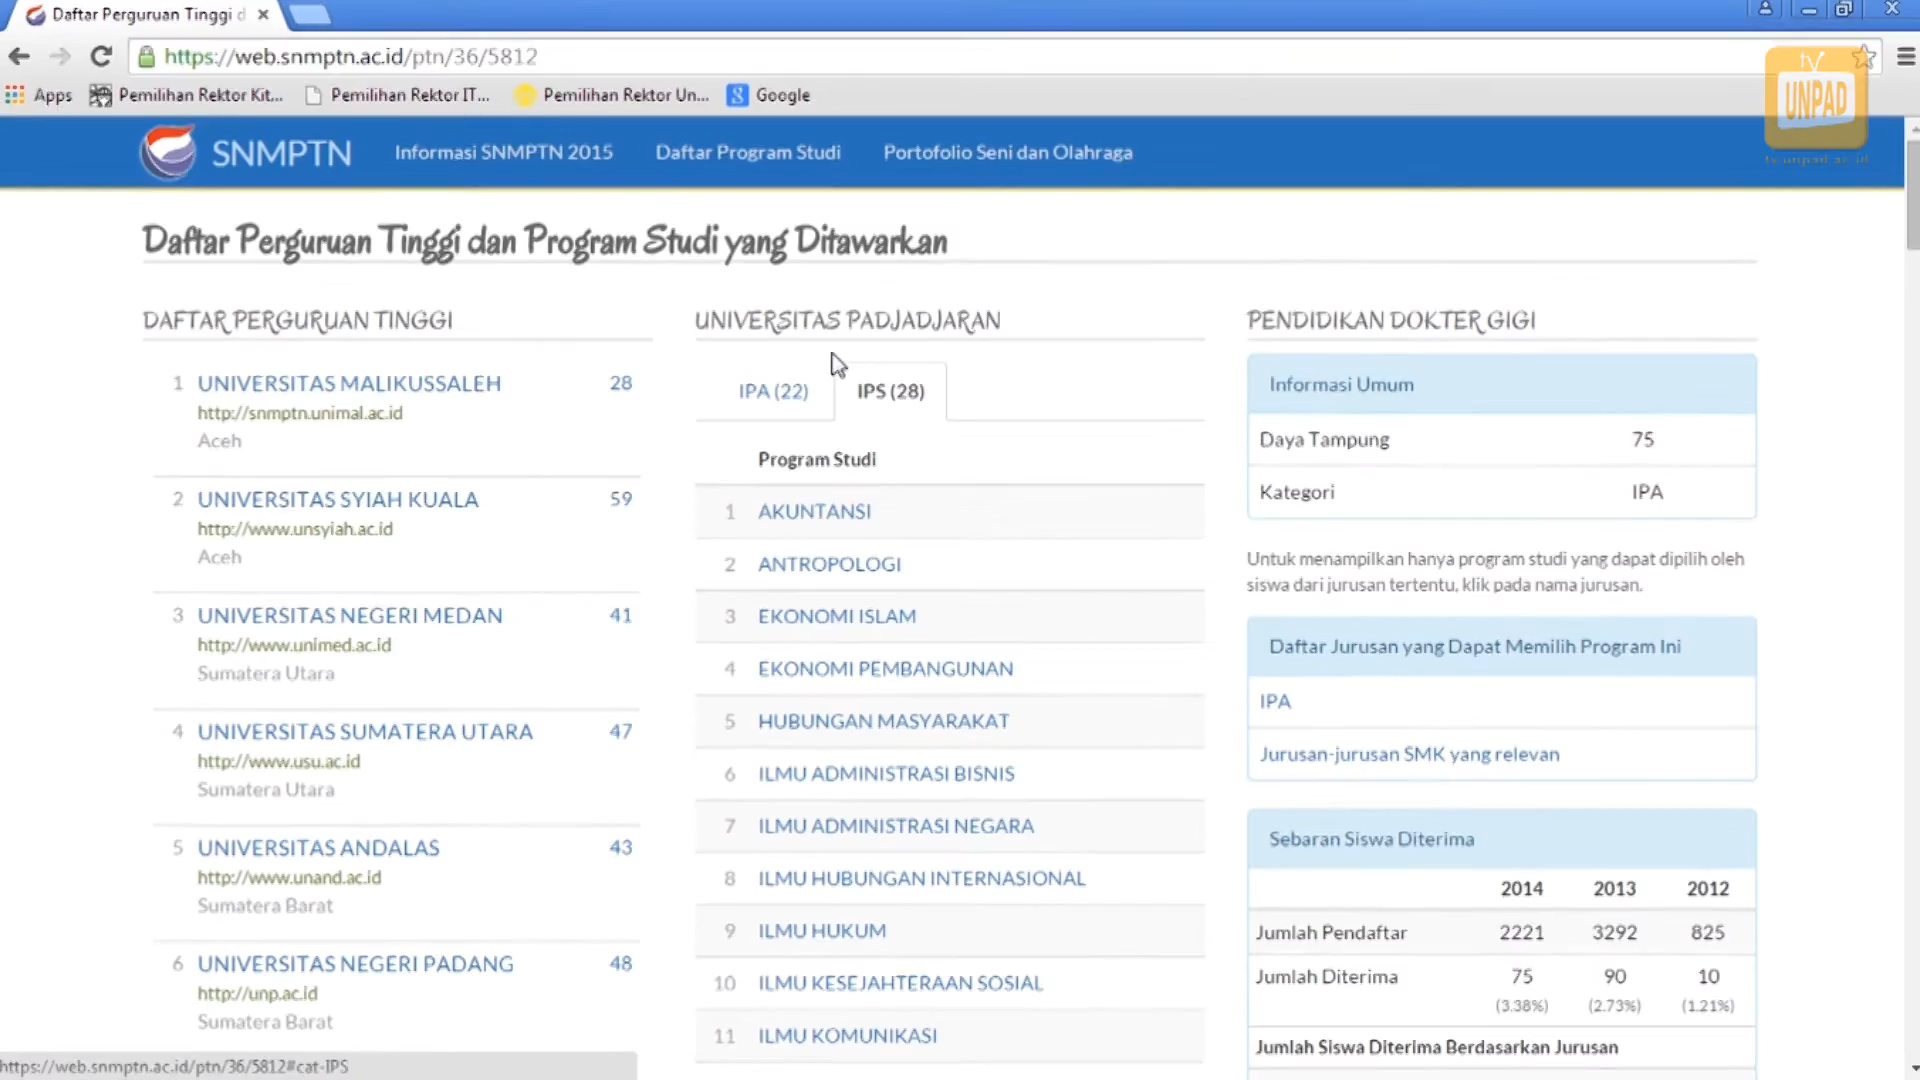 Daftar Perguruan Tinggi d
https://web.snmptn.ac.id/ptn/36/5812
Apps
Pemilihan Rektor Kit...
Pemilihan Rektor IT...
Pemilihan Rektor Un...
Google
tv
UNPAD
tv.unpad.ac.id
SNMPTN
Informasi SNMPTN 2015
Daftar Program Studi
Portofolio Seni dan Olahraga
Daftar Perguruan Tinggi dan Program Studi yang Ditawarkan
DAFTAR PERGURUAN TINGGI
1 UNIVERSITAS MALIKUSSALEH 28
http://snmptn.unimal.ac.id
Aceh
2 UNIVERSITAS SYIAH KUALA 59
http://www.unsyiah.ac.id
Aceh
3 UNIVERSITAS NEGERI MEDAN 41
http://www.unimed.ac.id
Sumatera Utara
4 UNIVERSITAS SUMATERA UTARA 47
http://www.usu.ac.id
Sumatera Utara
5 UNIVERSITAS ANDALAS 43
http://www.unand.ac.id
Sumatera Barat
6 UNIVERSITAS NEGERI PADANG 48
http://unp.ac.id
Sumatera Barat
UNIVERSITAS PADJADJARAN
IPA (22) IPS (28)
Program Studi
1 AKUNTANSI
2 ANTROPOLOGI
3 EKONOMI ISLAM
4 EKONOMI PEMBANGUNAN
5 HUBUNGAN MASYARAKAT
6 ILMU ADMINISTRASI BISNIS
7 ILMU ADMINISTRASI NEGARA
8 ILMU HUBUNGAN INTERNASIONAL
9 ILMU HUKUM
10 ILMU KESEJAHTERAAN SOSIAL
11 ILMU KOMUNIKASI
PENDIDIKAN DOKTER GIGI
Informasi Umum
Daya Tampung 75
Kategori IPA
Untuk menampilkan hanya program studi yang dapat dipilih oleh
siswa dari jurusan tertentu, klik pada nama jurusan.
Daftar Jurusan yang Dapat Memilih Program Ini
IPA
Jurusan-jurusan SMK yang relevan
Sebaran Siswa Diterima
2014 2013 2012
Jumlah Pendaftar 2221 3292 825
Jumlah Diterima 75 90 10
(3.38%) (2.73%) (1.21%)
Jumlah Siswa Diterima Berdasarkan Jurusan
https://web.snmptn.ac.id/ptn/36/5812#cat-IPS